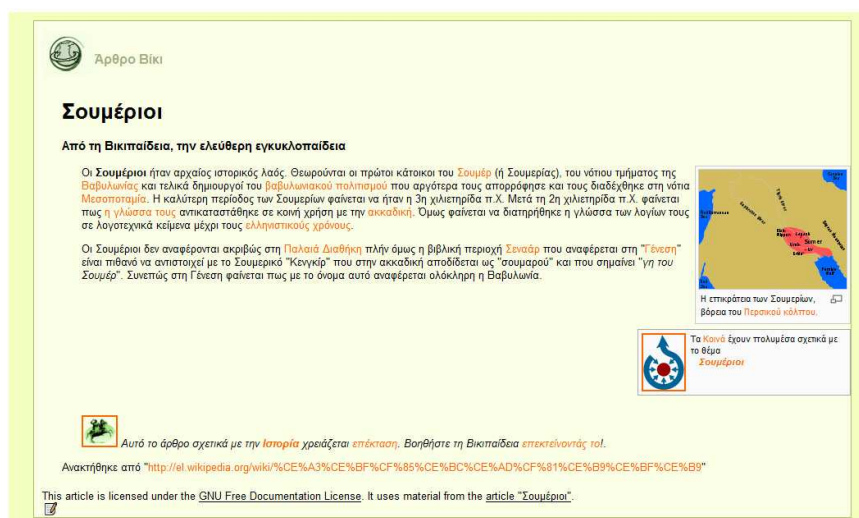 Άρθρο Βίκι
Σουμέριοι
Από τη Βικιπαίδεια, την ελεύθερη εγκυκλοπαίδεια
Οι Σουμέριοι ήταν αρχαίος ιστορικός λαός. Θεωρούνται οι πρώτοι κάτοικοι του Σουμέρ (ή Σουμερίας), του νότιου τμήματος της
Βαβυλωνίας και τελικά δημιουργοί του βαβυλωνιακού πολιτισμού που αργότερα τους απορρόφησε και τους διαδέχθηκε στη νότια
Μεσοποταμία. Η καλύτερη περίοδος των Σουμερίων φαίνεται να ήταν η 3η χιλιετηρίδα π.Χ. Μετά τη 2η χιλιετηρίδα π.Χ. φαίνεται
πως η γλώσσα τους αντικαταστάθηκε σε κοινή χρήση με την ακκαδική. Όμως φαίνεται να διατηρήθηκε η γλώσσα των λογίων τους
σε λογοτεχνικά κείμενα μέχρι τους ελληνιστικούς χρόνους.
Οι Σουμέριοι δεν αναφέρονται ακριβώς στη Παλαιά Διαθήκη πλήν όμως η βιβλική περιοχή Σεναάρ που αναφέρεται στη "Γένεση"
είναι πιθανό να αντιστοιχεί με το Σουμερικό "Κενγκίρ" που στην ακκαδική αποδίδεται ως "σουμαρού" και που σημαίνει "γη του
Σουμέρ". Συνεπώς στη Γένεση φαίνεται πως με το όνομα αυτό αναφέρεται ολόκληρη η Βαβυλωνία.
Sumer
Η επικράτεια των Σουμερίων,
βόρεια του Περσικού κόλπου.
Τα Κοινά έχουν πολυμέσα σχετικά με
το θέμα
Σουμέριοι
Αυτό το άρθρο σχετικά με την Ιστορία χρειάζεται επέκταση. Βοηθήστε τη Βικιπαίδεια επεκτείνοντάς το!.
Ανακτήθηκε από "http://el.wikipedia.org/wiki/%CE%A3%CE%BF%CF%85%CE%BC%CE%AD%CF%81%CE%B9%CE%BF%CE%B9"
This article is licensed under the GNU Free Documentation License. It uses material from the article "Σουμέριοι".